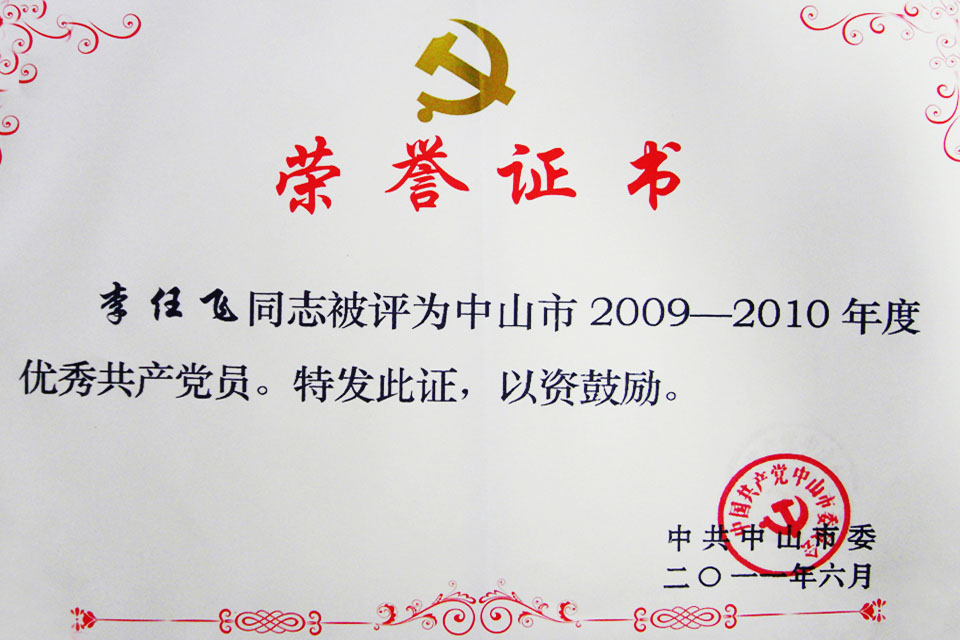 荣誉证书
李任飞同志被评为中山市2009—2010年度
优秀共产党员。特发此证，以资鼓励。
中国共产党中山市委员会
中共中山市委
二〇一一年六月